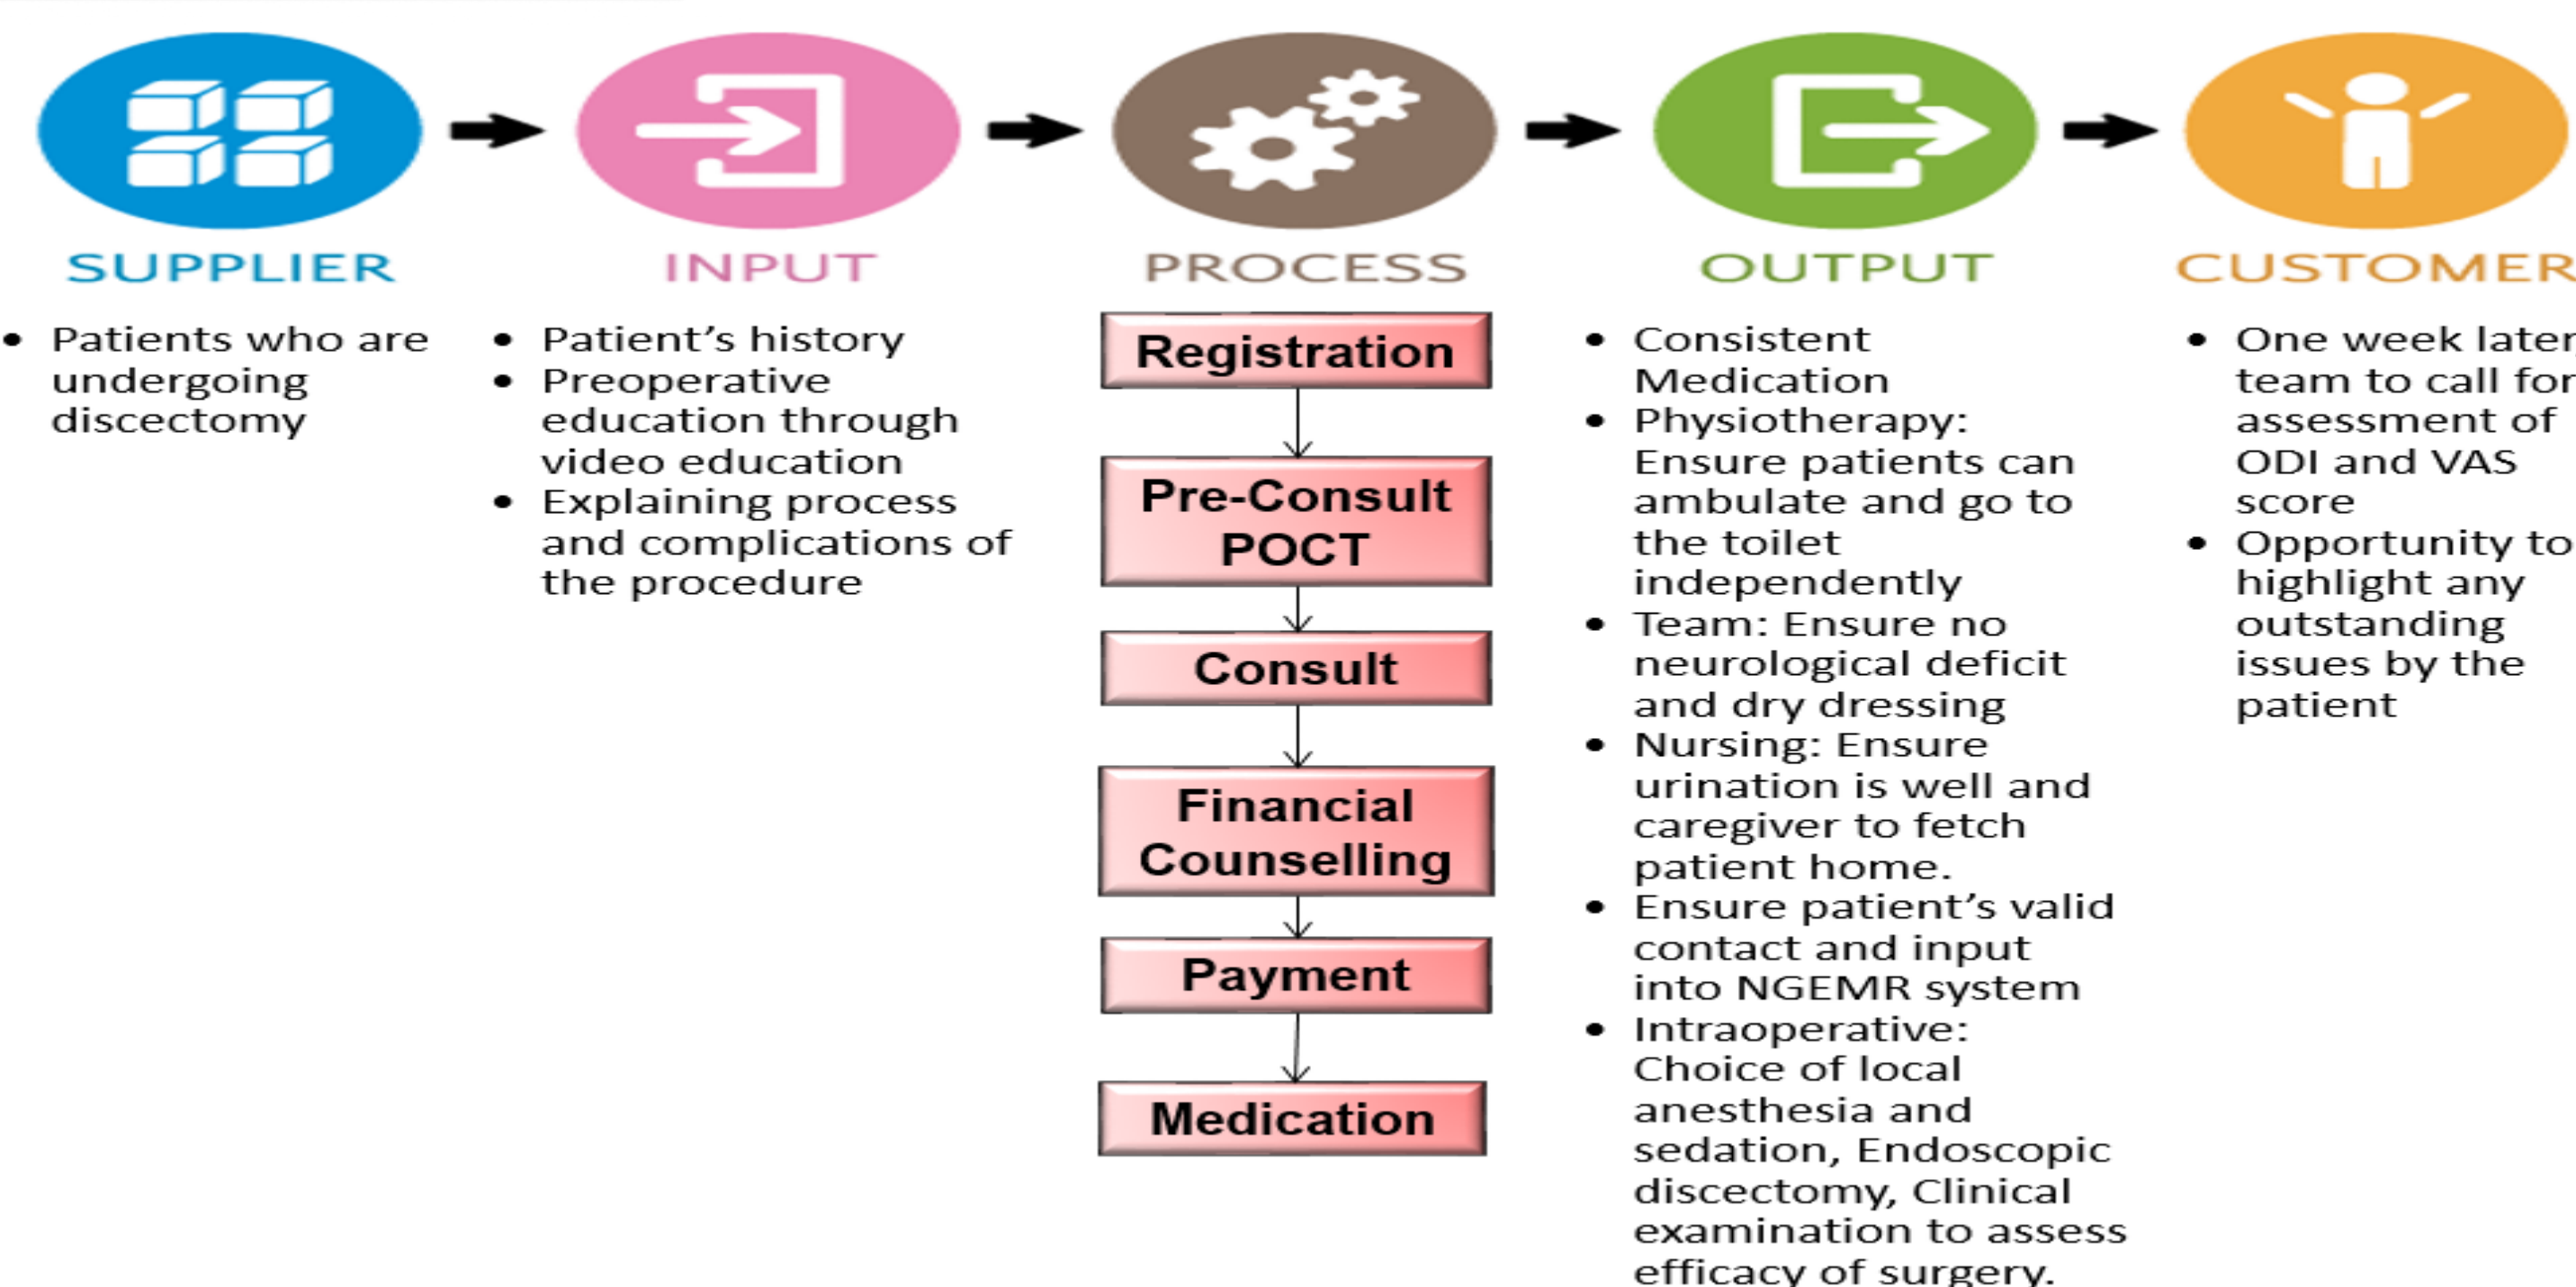 SUPPLIER
INPUT
PROCESS
OUTPUT
CUSTOMER
• Patients who are
undergoing
discectomy
• Patient’s history
• Preoperative
education through
video education
• Explaining process
and complications of
the procedure
Registration
Pre-Consult
POCT
Consult
Financial
Counselling
Payment
Medication
• Consistent
Medication
• Physiotherapy:
Ensure patients can
ambulate and go to
the toilet
independently
• Team: Ensure no
neurological deficit
and dry dressing
• Nursing: Ensure
urination is well and
caregiver to fetch
patient home.
• Ensure patient’s valid
contact and input
into NGEMR system
• Intraoperative:
Choice of local
anesthesia and
sedation, Endoscopic
discectomy, Clinical
examination to assess
efficacy of surgery.
• One week later
team to call for
assessment of
ODI and VAS
score
• Opportunity to
highlight any
outstanding
issues by the
patient